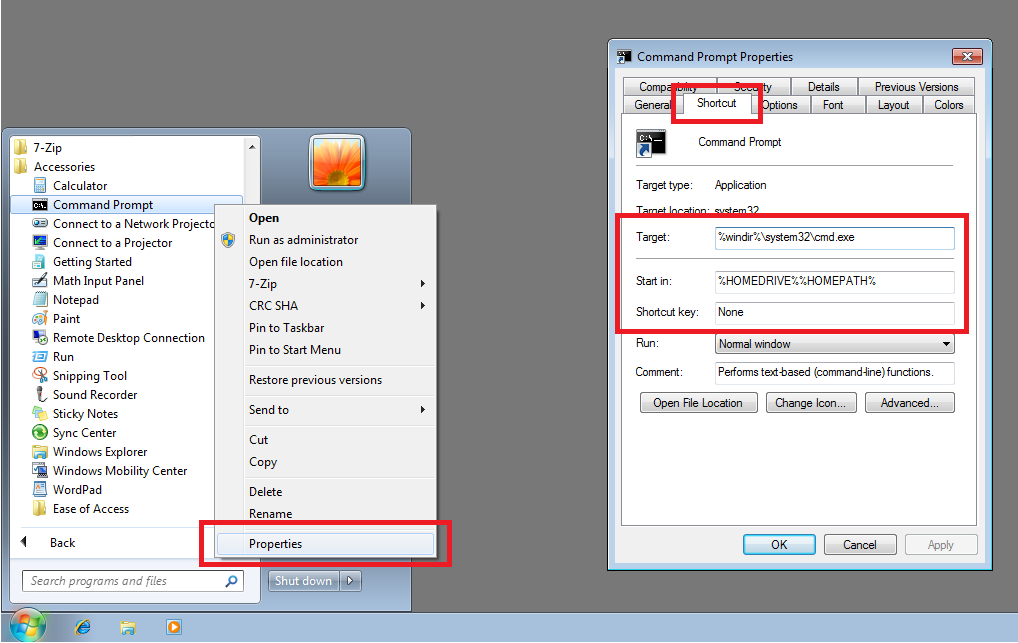 7-Zip
Accessories
Calculator
Command Prompt
Connect to a Network Projecto
Connect to a Projector
Getting Started
Math Input Panel
Notepad
Paint
Remote Desktop Connection
Run
Snipping Tool
Sound Recorder
Sticky Notes
Sync Center
Windows Explorer
Windows Mobility Center
WordPad
Ease of Access
Back
Search programs and files
Shut down
Open
Run as administrator
Open file location
7-Zip
CRC SHA
Pin to Taskbar
Pin to Start Menu
Restore previous versions
Send to
Cut
Copy
Delete
Rename
Properties
Command Prompt Properties
Compatibility Security Details Previous Versions
General Shortcut Options Font Layout Colors
C:\
Command Prompt
Target type: Application
Target location: system32
Target: %windir%\system32\cmd.exe
Start in: %HOMEDRIVE%%HOMEPATH%
Shortcut key: None
Run: Normal window
Comment: Performs text-based (command-line) functions.
Open File Location Change Icon... Advanced...
OK Cancel Apply